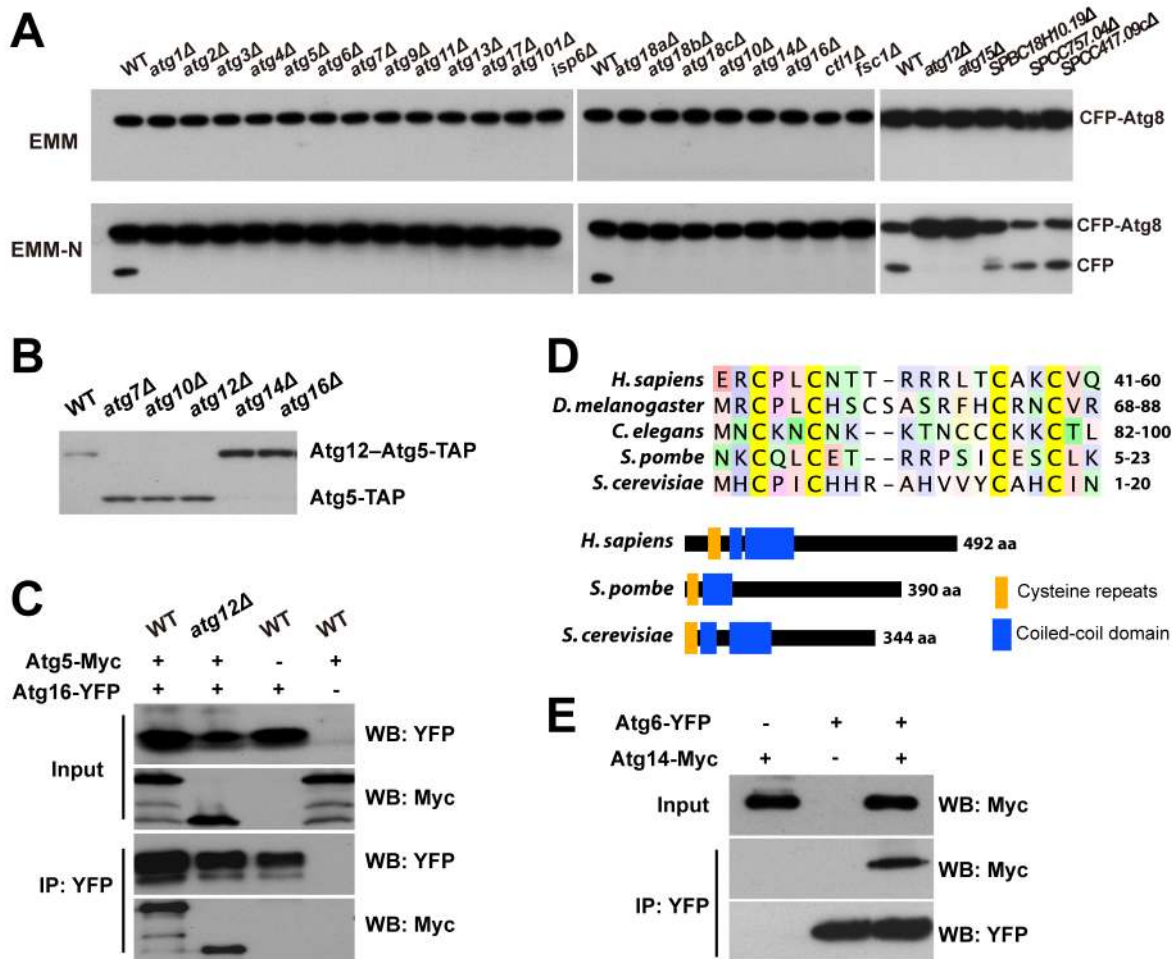 A
WT atg1Δ atg2Δ atg3Δ atg4Δ atg5Δ atg6Δ atg7Δ atg9Δ atg11Δ atg13Δ atg17Δ atg101Δ isp6Δ
WT atg18aΔ atg18bΔ atg18cΔ atg10Δ atg14Δ atg16Δ ctl1Δ fsc1Δ
WT atg12Δ atg15Δ SPBC18H10.19Δ SPCC757.04Δ SPCC417.09cΔ
EMM
CFP-Atg8
EMM-N
CFP-Atg8
CFP
B
WT atg7Δ atg10Δ atg12Δ atg14Δ atg16Δ
Atg12–Atg5-TAP
Atg5-TAP
C
WT atg12Δ WT WT
Atg5-Myc + + - +
Atg16-YFP + + + -
Input
WB: YFP
WB: Myc
IP: YFP
WB: YFP
WB: Myc
D
H. sapiens ERCPLCNTT-RRRLTCAKCVQ 41-60
D. melanogaster MRCPLCHSCSASRFHCRNCVR 68-88
C. elegans MNCKNCNK--KTNCCCKKCTL 82-100
S. pombe NKCQLCET--RRPSICESCLK 5-23
S. cerevisiae MHCPICHHR-AHVVYCAHCIN 1-20
H. sapiens 492 aa
S. pombe 390 aa
S. cerevisiae 344 aa
Cysteine repeats
Coiled-coil domain
E
Atg6-YFP - + +
Atg14-Myc + - +
Input
WB: Myc
IP: YFP
WB: Myc
WB: YFP